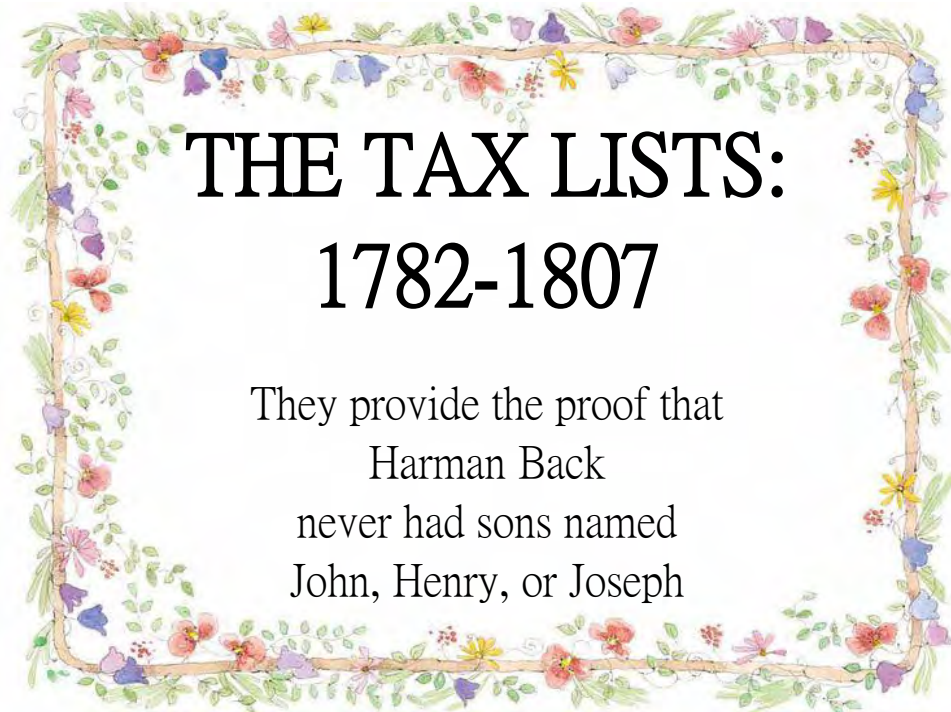 THE TAX LISTS:
1782-1807
They provide the proof that
Harman Back
never had sons named
John, Henry, or Joseph